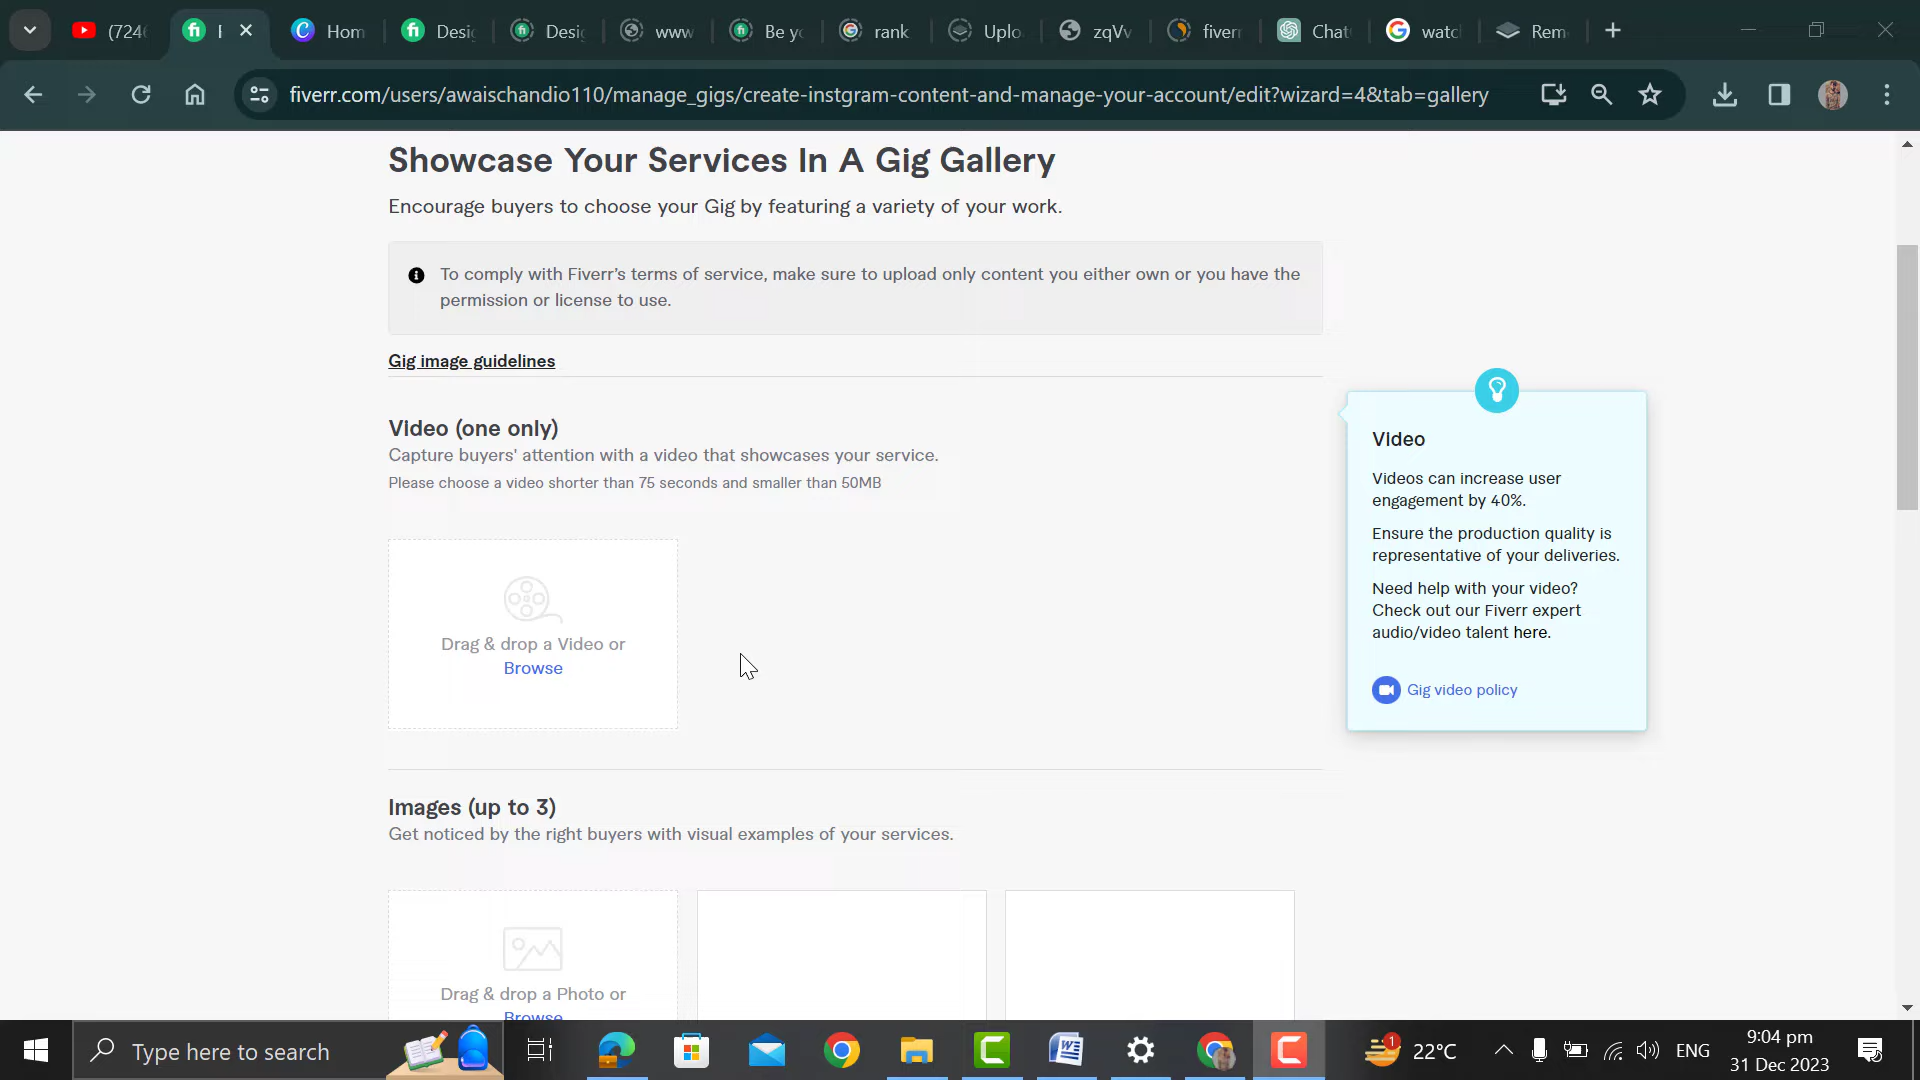 (724
Hom
Desi
Desi
www
Be yo
rank
Uplo
zqVv
fiverr
Chat
watc
Rem
fiverr.com/users/awaischandio110/manage_gigs/create-instgram-content-and-manage-your-account/edit?wizard=4&tab=gallery
Showcase Your Services In A Gig Gallery
Encourage buyers to choose your Gig by featuring a variety of your work.
To comply with Fiverr's terms of service, make sure to upload only content you either own or you have the
permission or license to use.
Gig image guidelines
Video (one only)
Capture buyers' attention with a video that showcases your service.
Please choose a video shorter than 75 seconds and smaller than 50MB
Drag & drop a Video or
Browse
Video
Videos can increase user
engagement by 40%.
Ensure the production quality is
representative of your deliveries.
Need help with your video?
Check out our Fiverr expert
audio/video talent here.
Gig video policy
Images (up to 3)
Get noticed by the right buyers with visual examples of your services.
Drag & drop a Photo or
Browse
Type here to search
1
22°C
ENG
9:04 pm
31 Dec 2023